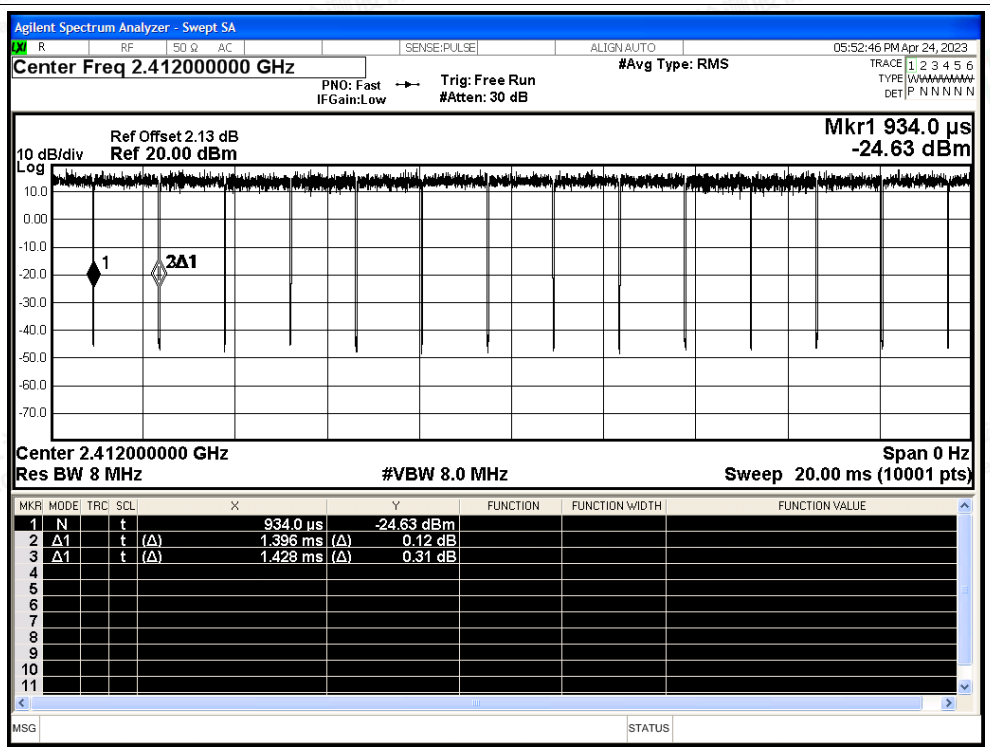 Agilent Spectrum Analyzer - Swept SA
LXI R RF 50 Ω AC SENSE:PULSE ALIGN AUTO 05:52:46 PM Apr 24, 2023
Center Freq 2.412000000 GHz #Avg Type: RMS TRACE 1 2 3 4 5 6
PNO: Fast Trig: Free Run TYPE WWWWWW
IFGain:Low #Atten: 30 dB DET P N N N N N
Mkr1 934.0 µs
Ref Offset 2.13 dB
10 dB/div Ref 20.00 dBm -24.63 dBm
Log
10.0
0.00
-10.0
1 2Δ1
-20.0
-30.0
-40.0
-50.0
-60.0
-70.0
Center 2.412000000 GHz Span 0 Hz
Res BW 8 MHz #VBW 8.0 MHz Sweep 20.00 ms (10001 pts)
MKR MODE TRC SCL X Y FUNCTION FUNCTION WIDTH FUNCTION VALUE
1 N t 934.0 µs -24.63 dBm
2 Δ1 t (Δ) 1.396 ms (Δ) 0.12 dB
3 Δ1 t (Δ) 1.428 ms (Δ) 0.31 dB
4
5
6
7
8
9
10
11
MSG STATUS